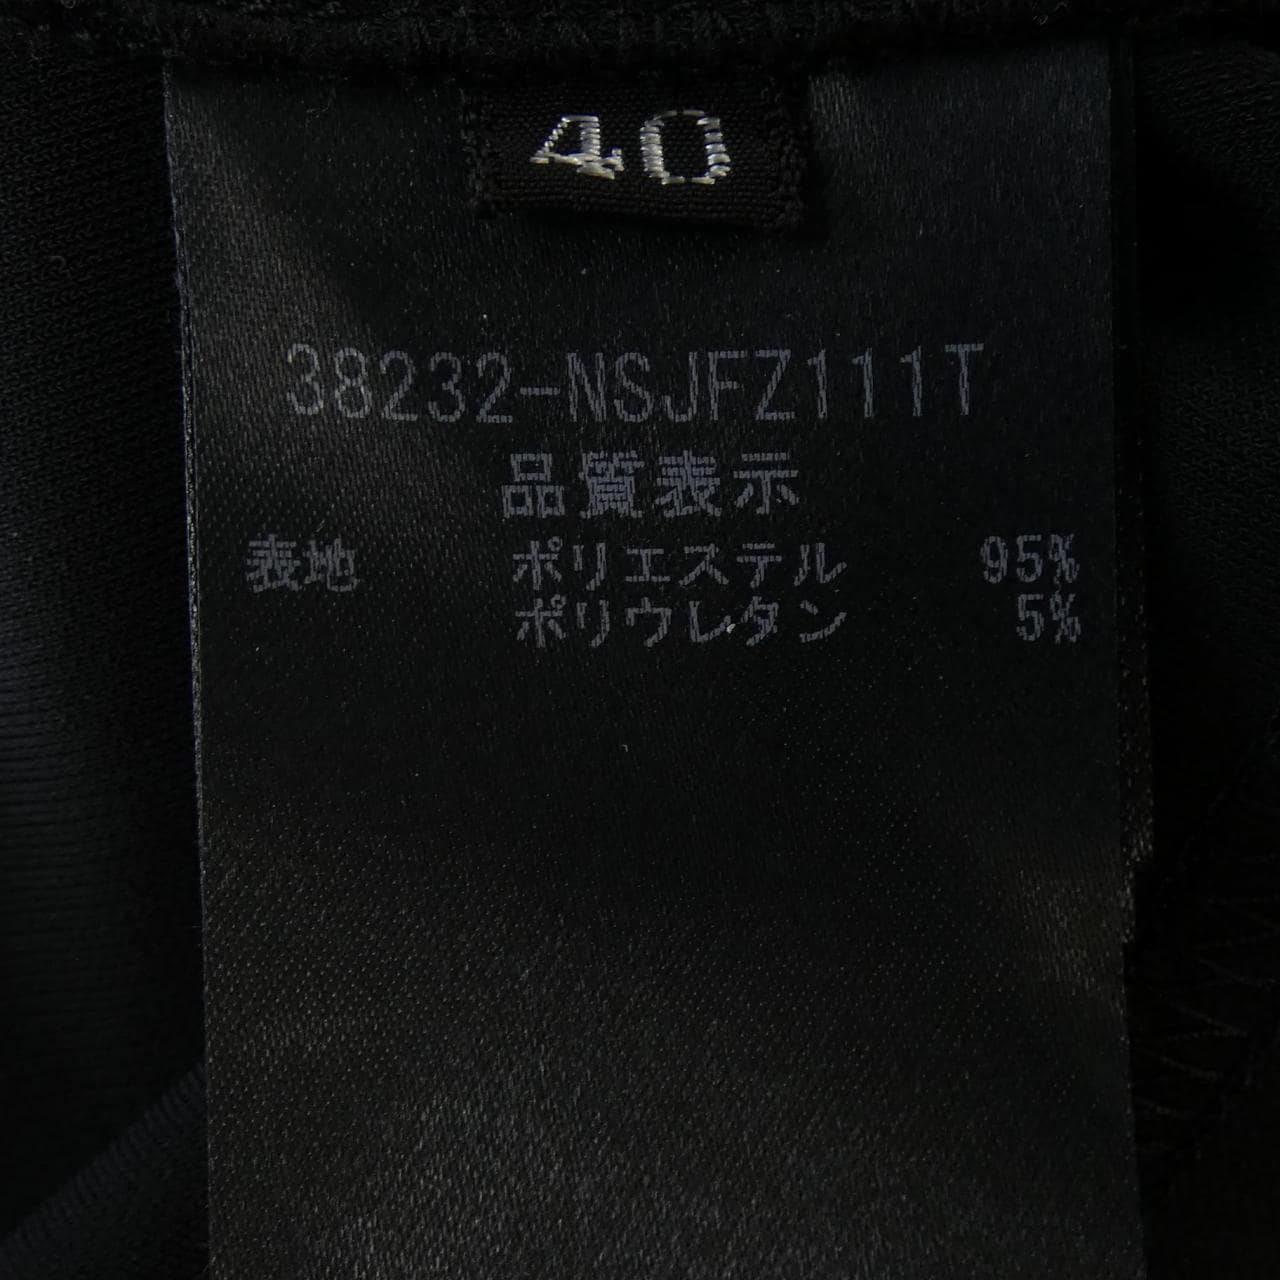 40
38232-NSJFZ111T
品質表示
表地 ポリエステル 95%
ポリウレタン 5%